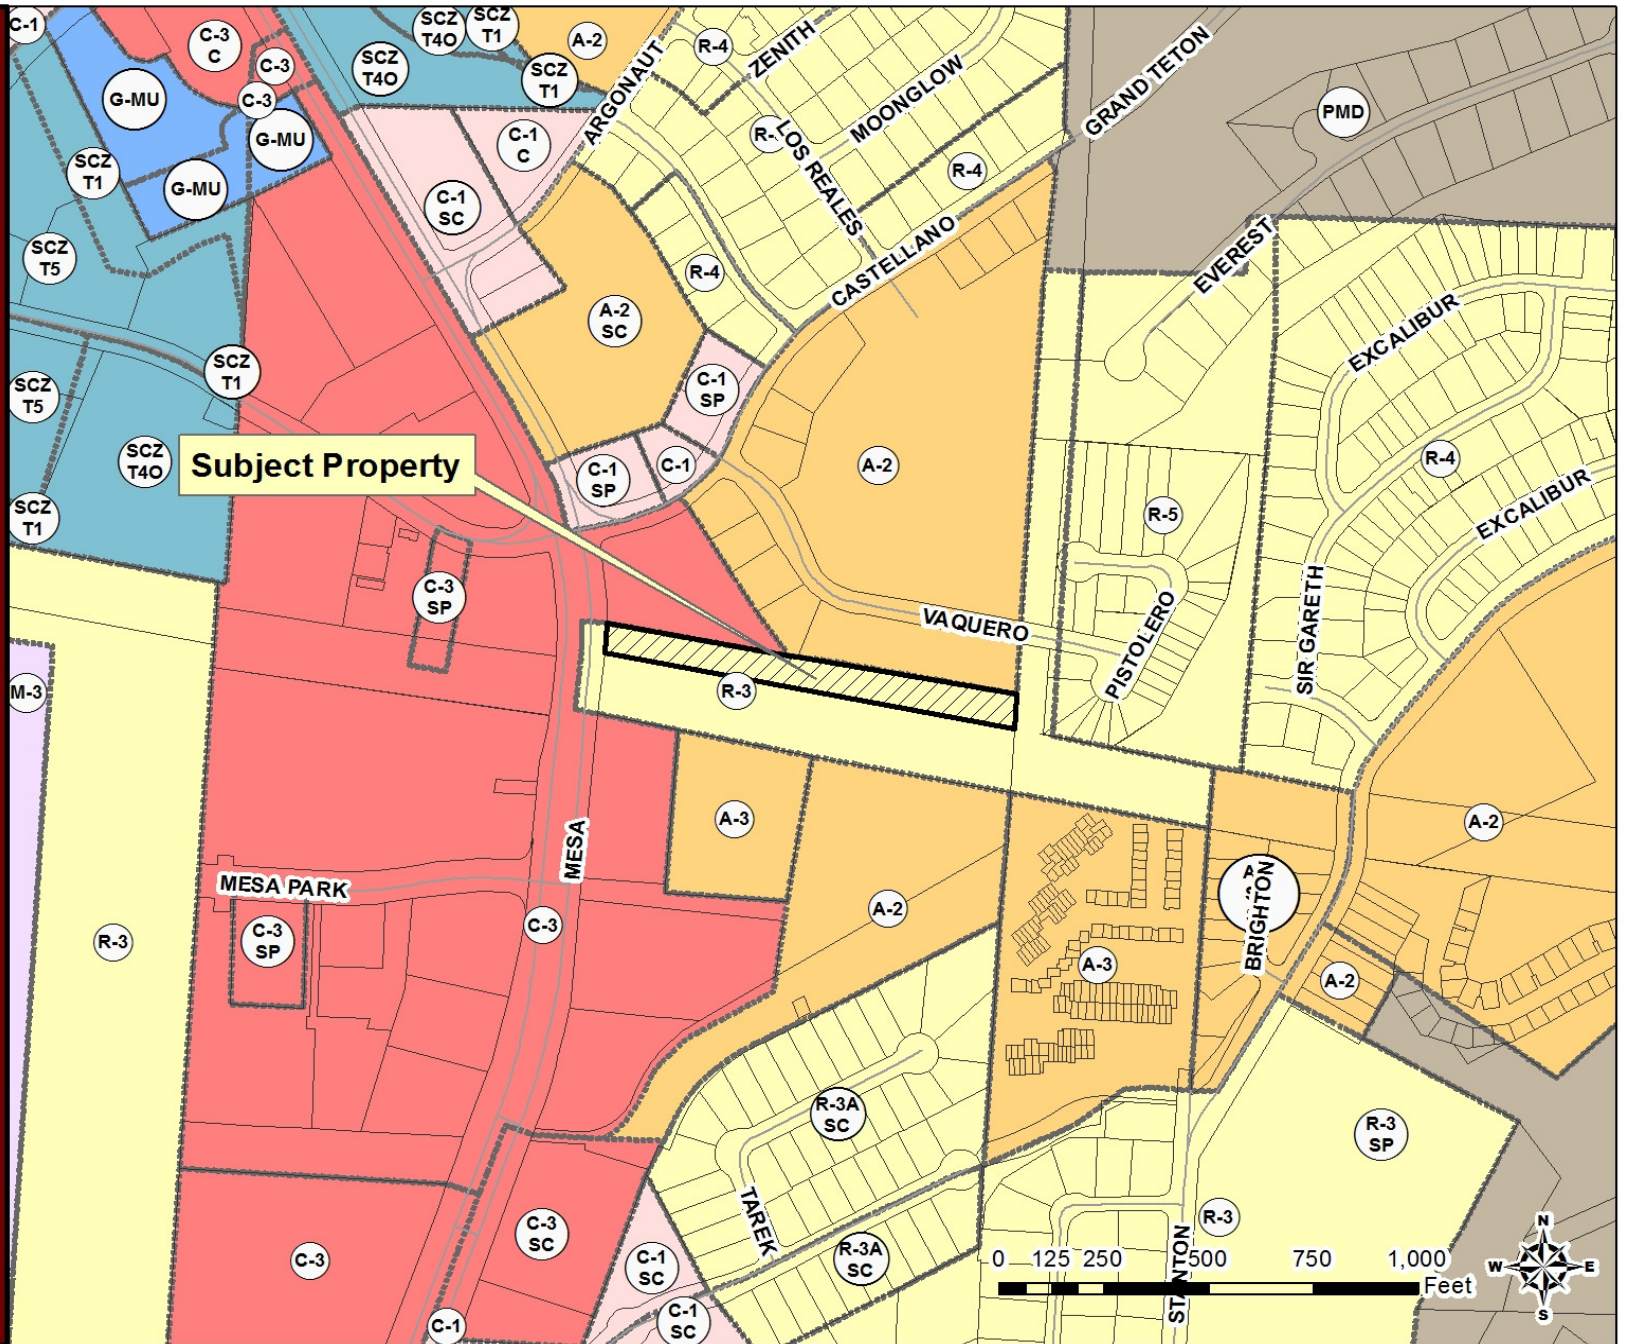 C-1
C-3
C
SCZ
T4O
SCZ
T1
A-2
R-4
ZENITH
G-MU
C-3
SCZ
T4O
SCZ
T1
ARGONAUT
MOONGLOW
GRAND TETON
PMD
C-3
G-MU
C-1
C
LOS REALES
SCZ
T1
G-MU
C-1
SC
R-4
SCZ
T5
R-4
CASTELLANO
EVEREST
A-2
SC
EXCALIBUR
SCZ
T5
SCZ
T1
C-1
SP
SCZ
T4O
Subject Property
C-1
SP
C-1
A-2
R-4
SCZ
T1
R-5
EXCALIBUR
C-3
SP
VAQUERO
PISTOLERO
SIR GARETH
M-3
R-3
A-3
A-2
MESA
MESA PARK
A-2
BRIGHTON
R-3
C-3
SP
C-3
A-3
A-2
R-3A
SC
R-3
SP
TAREK
R-3
C-3
C-3
SC
C-1
SC
R-3A
SC
STANTON
C-1
C-1
SC
0 125 250 500 750 1,000
Feet
N
W E
S